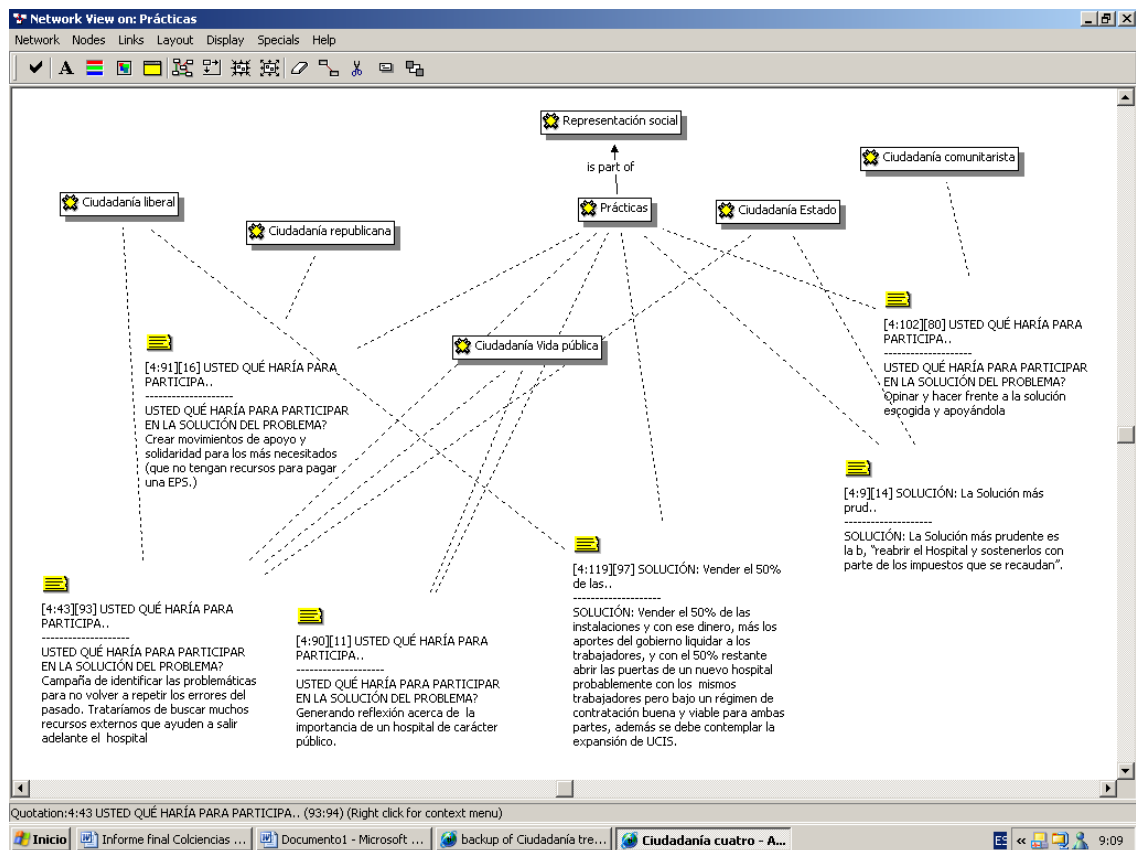 Network View on: Prácticas
Network Nodes Links Layout Display Specials Help
A
Representación social
is part of
Ciudadanía comunitarista
Ciudadanía liberal
Prácticas
Ciudadanía Estado
Ciudadanía republicana
Ciudadanía Vida pública
[4:91][16] USTED QUÉ HARÍA PARA
PARTICIPA..
--------------------
USTED QUÉ HARÍA PARA PARTICIPAR
EN LA SOLUCIÓN DEL PROBLEMA?
Crear movimientos de apoyo y
solidaridad para los más necesitados
(que no tengan recursos para pagar
una EPS.)
[4:102][80] USTED QUÉ HARÍA PARA
PARTICIPA..
--------------------
USTED QUÉ HARÍA PARA PARTICIPAR
EN LA SOLUCIÓN DEL PROBLEMA?
Opinar y hacer frente a la solución
escogida y apoyándola
[4:9][14] SOLUCIÓN: La Solución más
prud..
--------------------
SOLUCIÓN: La Solución más prudente es
la b, "reabrir el Hospital y sostenerlos con
parte de los impuestos que se recaudan".
[4:43][93] USTED QUÉ HARÍA PARA
PARTICIPA..
--------------------
USTED QUÉ HARÍA PARA PARTICIPAR
EN LA SOLUCIÓN DEL PROBLEMA?
Campaña de identificar las problemáticas
para no volver a repetir los errores del
pasado. Trataríamos de buscar muchos
recursos externos que ayuden a salir
adelante el hospital
[4:90][11] USTED QUÉ HARÍA PARA
PARTICIPA..
--------------------
USTED QUÉ HARÍA PARA PARTICIPAR
EN LA SOLUCIÓN DEL PROBLEMA?
Generando reflexión acerca de la
importancia de un hospital de carácter
público.
[4:119][97] SOLUCIÓN: Vender el 50%
de las..
--------------------
SOLUCIÓN: Vender el 50% de las
instalaciones y con ese dinero, más los
aportes del gobierno liquidar a los
trabajadores, y con el 50% restante
abrir las puertas de un nuevo hospital
probablemente con los mismos
trabajadores pero bajo un régimen de
contratación buena y viable para ambas
partes, además se debe contemplar la
expansión de UCIS.
Quotation:4:43 USTED QUÉ HARÍA PARA PARTICIPA.. (93:94) (Right click for context menu)
Inicio Informe final Colciencias ... Documento1 - Microsoft ... backup of Ciudadanía tre... Ciudadanía cuatro - A... ES « 9:09